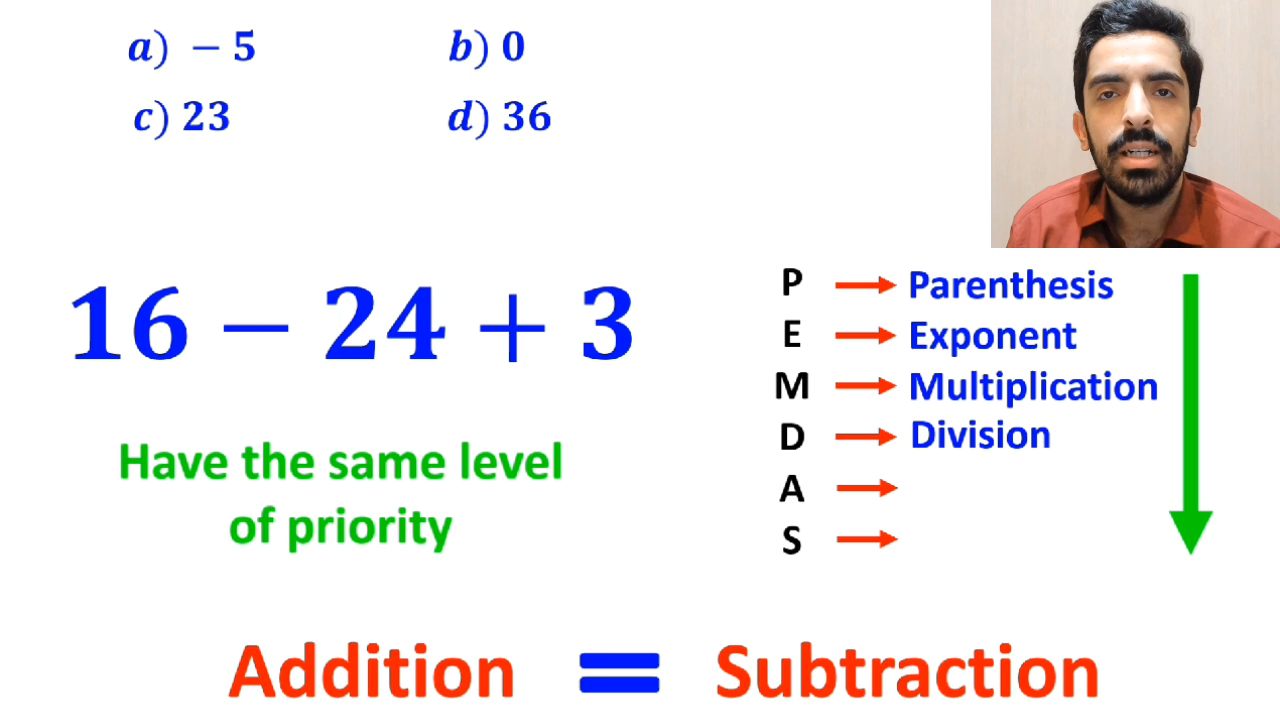 a) − 5 b) 0
c) 23 d) 36
16 − 24 + 3
Have the same level
of priority
P → Parenthesis
E → Exponent
M → Multiplication
D → Division
A →
S →
Addition = Subtraction